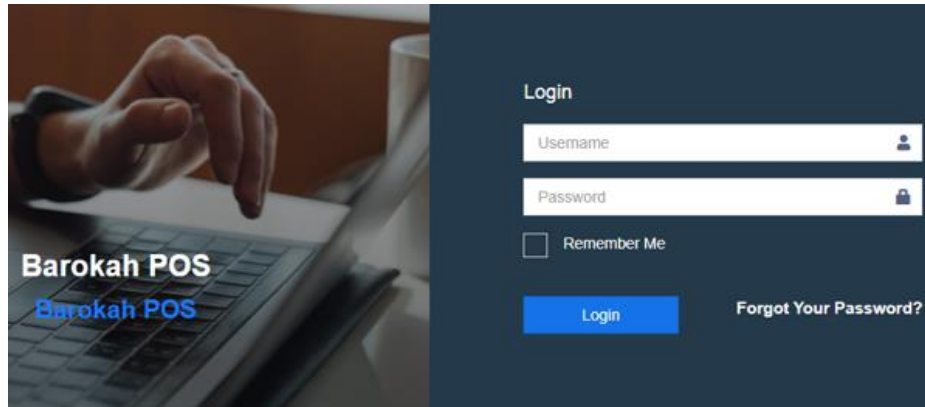 Barokah POS
Barokah POS
Login
Username
Password
Remember Me
Login
Forgot Your Password?